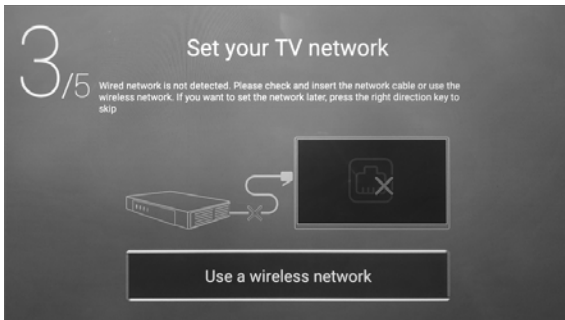 3/5
Set your TV network
Wired network is not detected. Please check and insert the network cable or use the
wireless network. If you want to set the network later, press the right direction key to
skip
Use a wireless network